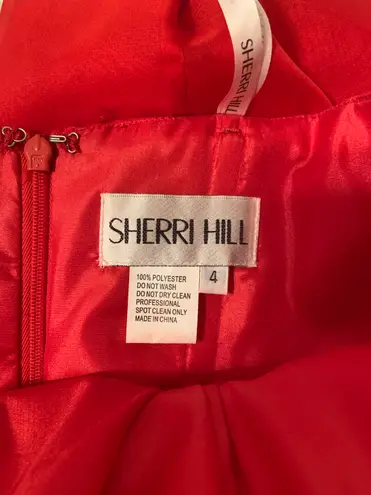 SHERRI HILL
SHERRI HILL
4
100% POLYESTER
DO NOT WASH
DO NOT DRY CLEAN
PROFESSIONAL
SPOT CLEAN ONLY
MADE IN CHINA